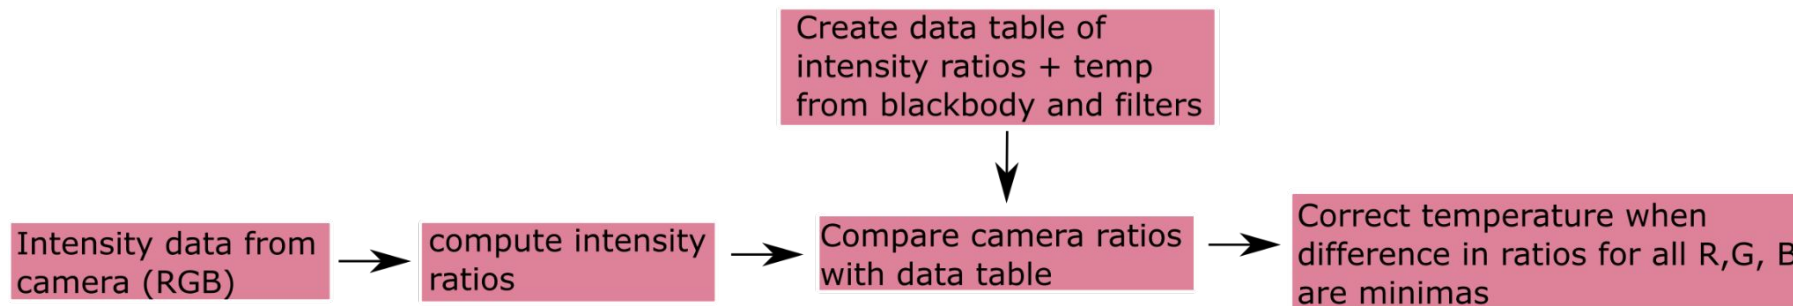 Create data table of
intensity ratios + temp
from blackbody and filters
Intensity data from
camera (RGB)
compute intensity
ratios
Compare camera ratios
with data table
Correct temperature when
difference in ratios for all R,G, B
are minimas